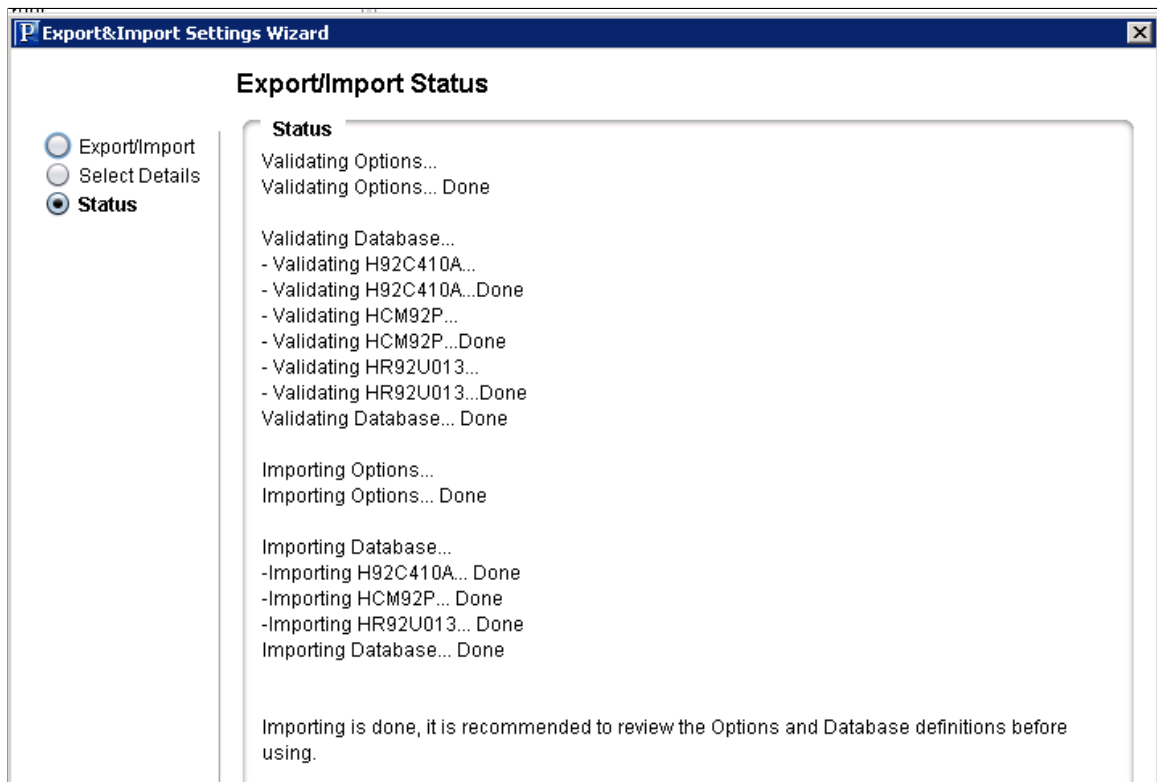 Export&Import Settings Wizard
Export/Import Status
Export/Import
Select Details
Status
Status
Validating Options...
Validating Options... Done
Validating Database...
- Validating H92C410A...
- Validating H92C410A...Done
- Validating HCM92P...
- Validating HCM92P...Done
- Validating HR92U013...
- Validating HR92U013...Done
Validating Database... Done
Importing Options...
Importing Options... Done
Importing Database...
-Importing H92C410A... Done
-Importing HCM92P... Done
-Importing HR92U013... Done
Importing Database... Done
Importing is done, it is recommended to review the Options and Database definitions before
using.